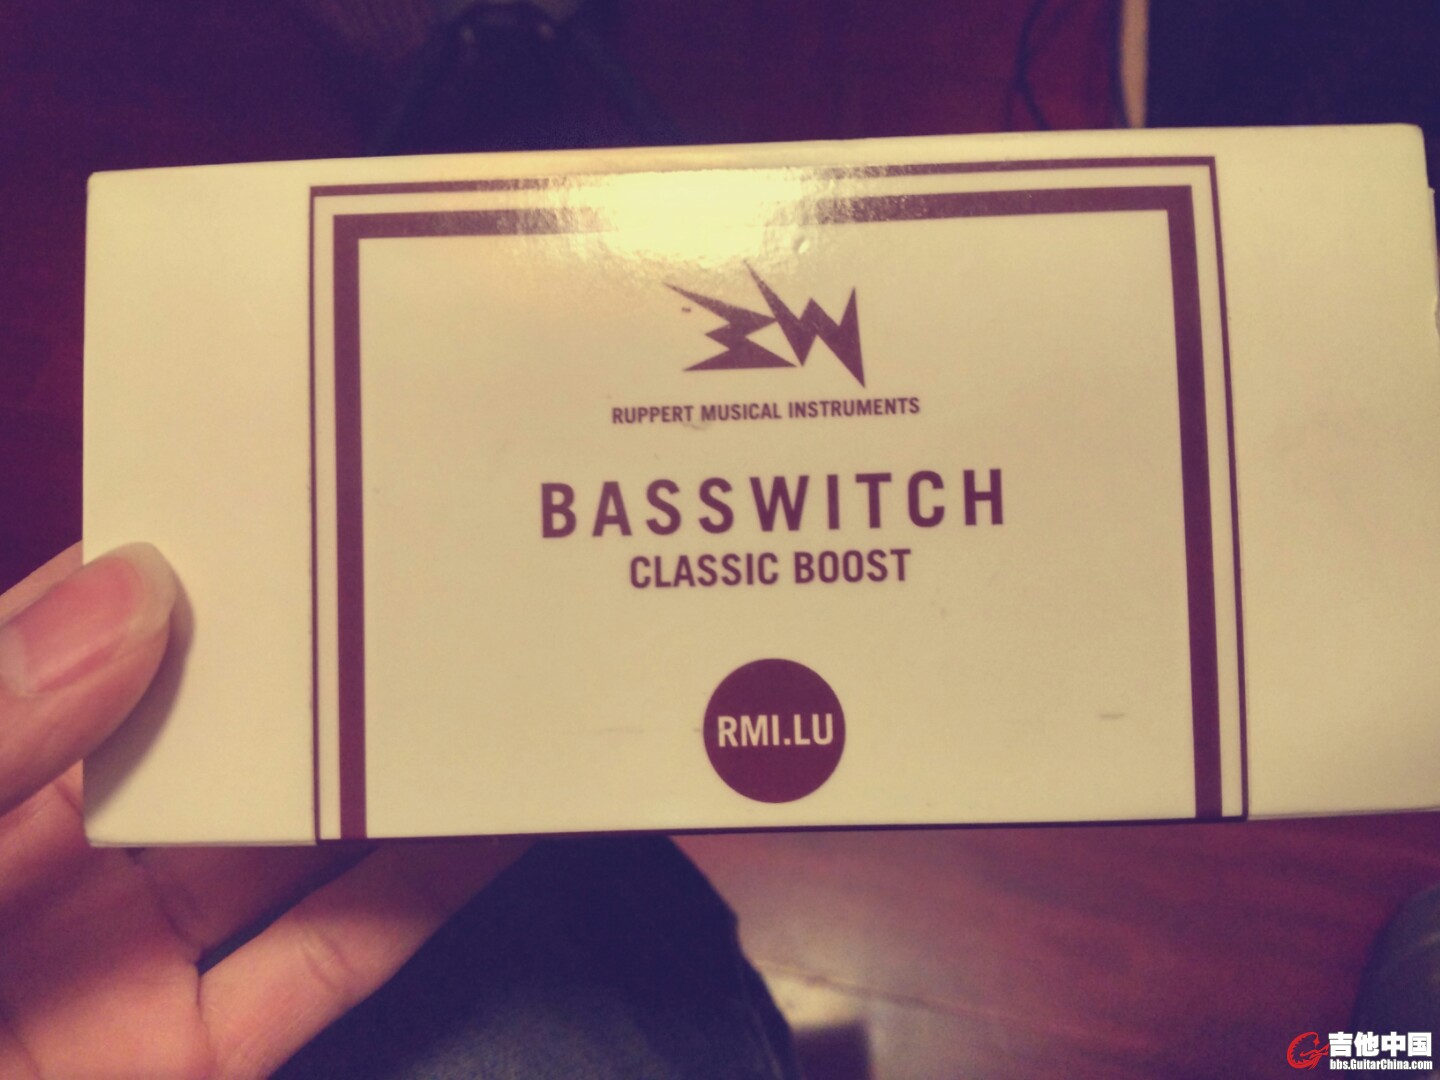 RUPPERT MUSICAL INSTRUMENTS
BASSWITCH
CLASSIC BOOST
RMI.LU
吉他中国
bbs.GuitarChina.com